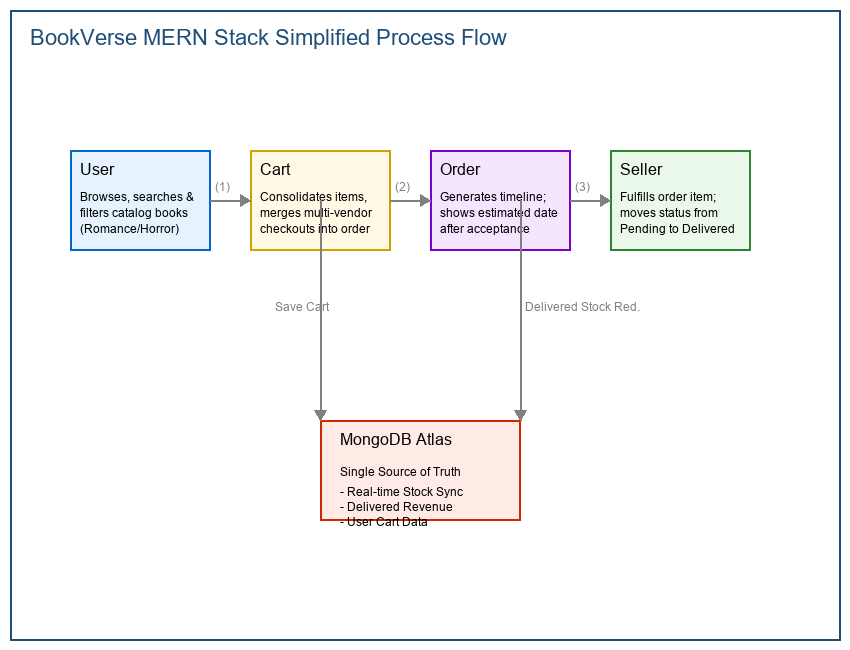 BookVerse MERN Stack Simplified Process Flow
User
Browses, searches &
filters catalog books
(Romance/Horror)
(1)
Cart
Consolidates items,
merges multi-vendor
checkouts into order
(2)
Order
Generates timeline;
shows estimated date
after acceptance
(3)
Seller
Fulfills order item;
moves status from
Pending to Delivered
Save Cart
Delivered Stock Red.
MongoDB Atlas
Single Source of Truth
- Real-time Stock Sync
- Delivered Revenue
- User Cart Data